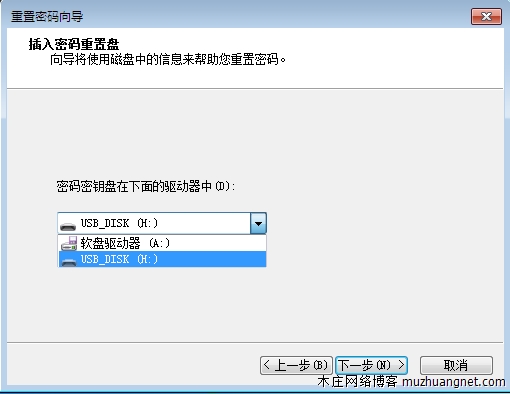 重置密码向导
插入密码重置盘
向导将使用磁盘中的信息来帮助您重置密码。
密码密钥盘在下面的驱动器中(D):
USB_DISK (H:)
软盘驱动器 (A:)
USB_DISK (H:)
< 上一步(B) 下一步(N) > 取消
木庄网络博客 muzhuangnet.com